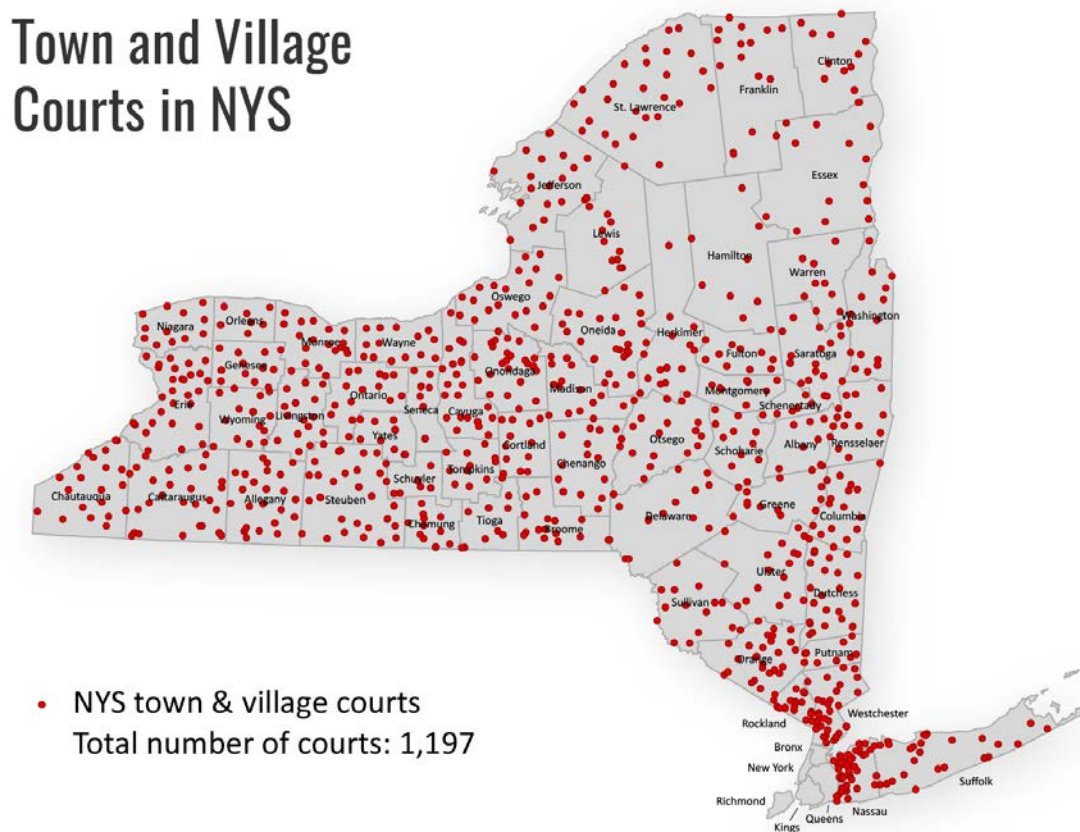 Town and Village
Courts in NYS
Clinton
Franklin
St. Lawrence
Essex
Jefferson
Lewis
Hamilton
Warren
Oswego
Washington
Niagara
Orleans
Monroe
Wayne
Oneida
Herkimer
Fulton
Saratoga
Genesee
Onondaga
Madison
Montgomery
Erie
Wyoming
Livingston
Ontario
Seneca
Cayuga
Schenectady
Yates
Cortland
Otsego
Schoharie
Albany
Rensselaer
Chenango
Tompkins
Schuyler
Chautauqua
Cattaraugus
Allegany
Steuben
Greene
Columbia
Delaware
Chemung
Tioga
Broome
Ulster
Dutchess
Sullivan
Orange
Putnam
NYS town & village courts
Total number of courts: 1,197
Rockland
Westchester
Bronx
New York
Suffolk
Richmond
Nassau
Queens
Kings